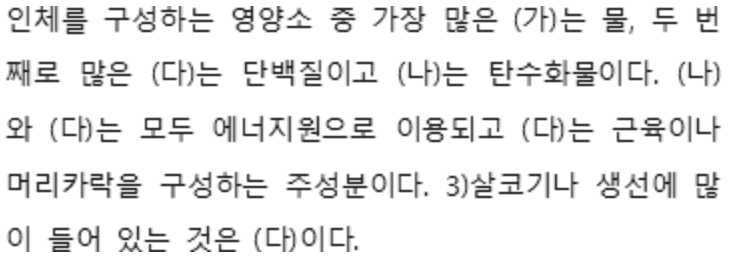 인체를 구성하는 영양소 중 가장 많은 (가)는 물, 두 번
째로 많은 (다)는 단백질이고 (나)는 탄수화물이다. (나)
와 (다)는 모두 에너지원으로 이용되고 (다)는 근육이나
머리카락을 구성하는 주성분이다. 3)살코기나 생선에 많
이 들어 있는 것은 (다)이다.